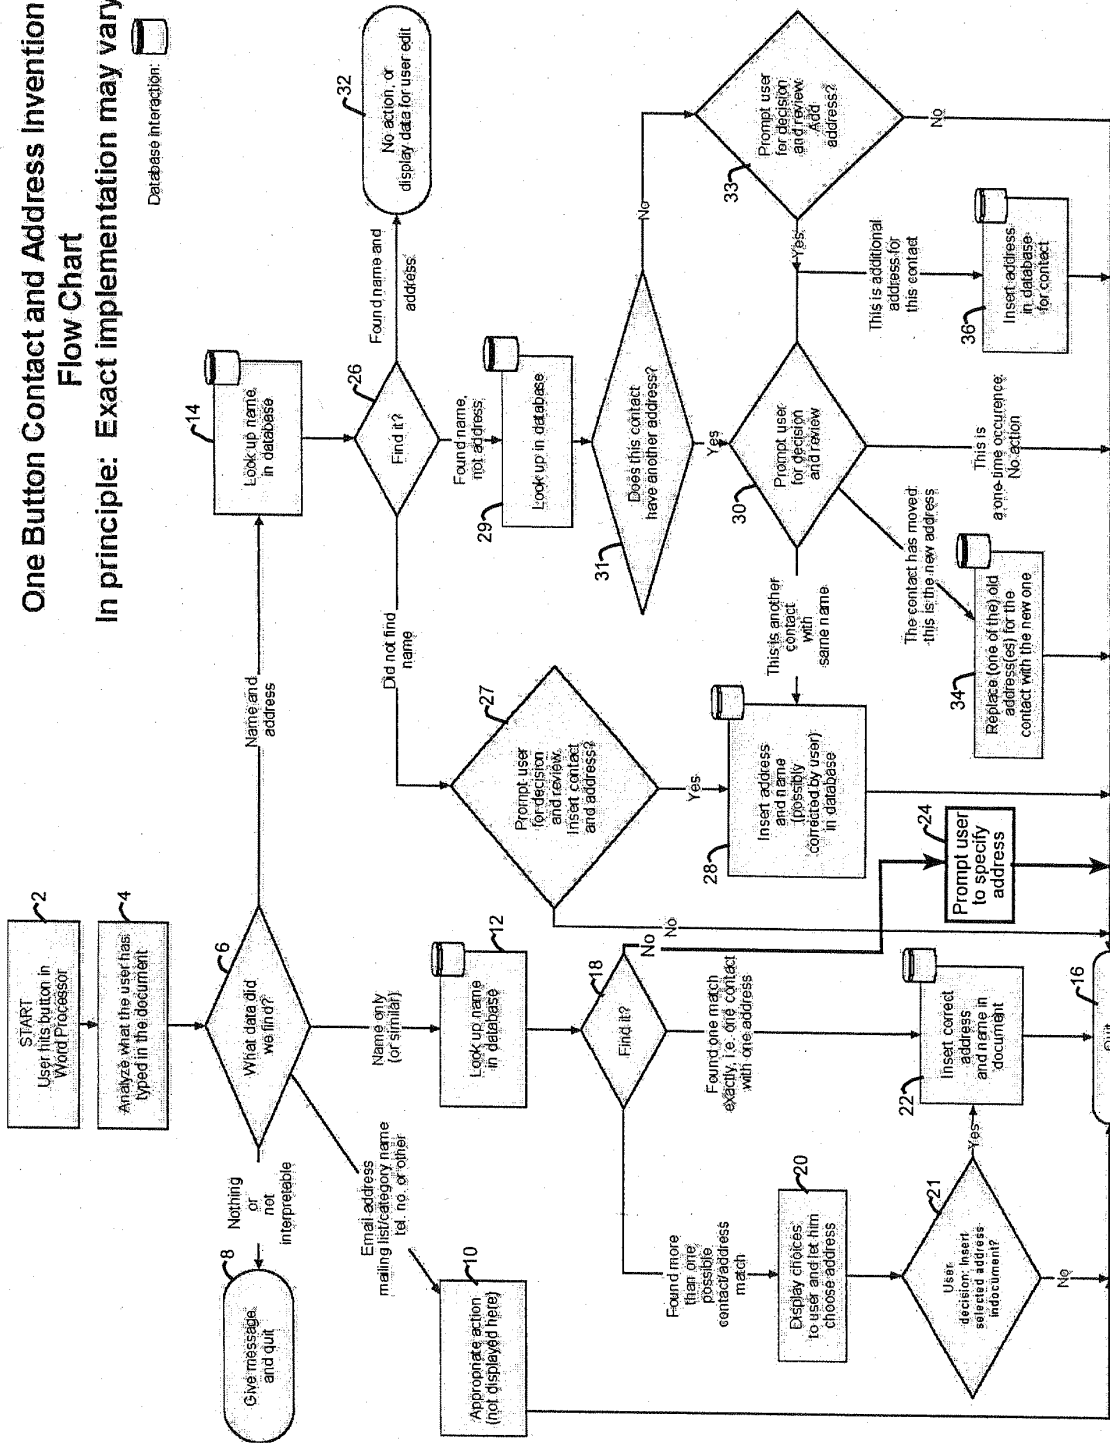 One Button Contact and Address Invention
Flow Chart
In principle: Exact implementation may vary
Database interaction:
START
User hits button in
Word Processor
2
Analyze what the user has
typed in the document
4
What data did
we find?
6
Nothing
or
not
interpretable
Give message
and quit
8
Email address
mailing list/category name
tel. no. or other
Appropriate action
(not displayed here)
10
Name only
(or similar)
Look up name
in database
12
Name and
address
Look up name
in database
14
Find it?
18
Found more
than one
possible
contact/address
match
Display choices
to user and let him
choose address
20
User
decision: Insert
selected address
indocument?
21
Yes
No
Found one match
exactly, i.e. one contact
with one address
Insert correct
address
and name in
document
22
No
Prompt user
to specify
address
24
Quit
16
Find it?
26
Found name and
address
No action, or
display data for user edit
32
Did not find
name
Prompt user
for decision
and review.
Insert contact
and address?
27
No
Yes
Insert address
and name
(possibly
corrected by user)
in database
28
Found name,
not address
Look up in database
29
Does this contact
have another address?
31
No
Yes
Prompt user
for decision
and review
30
Prompt user
for decision
and review.
Add
address?
33
Yes
No
This is another
contact
with
same name
The contact has moved:
this is the new address
Replace (one of the) old
address(es) for the
contact with the new one
34
This is
a one-time occurence:
No action
This is additional
address for
this contact
Insert address
in database
for contact
36